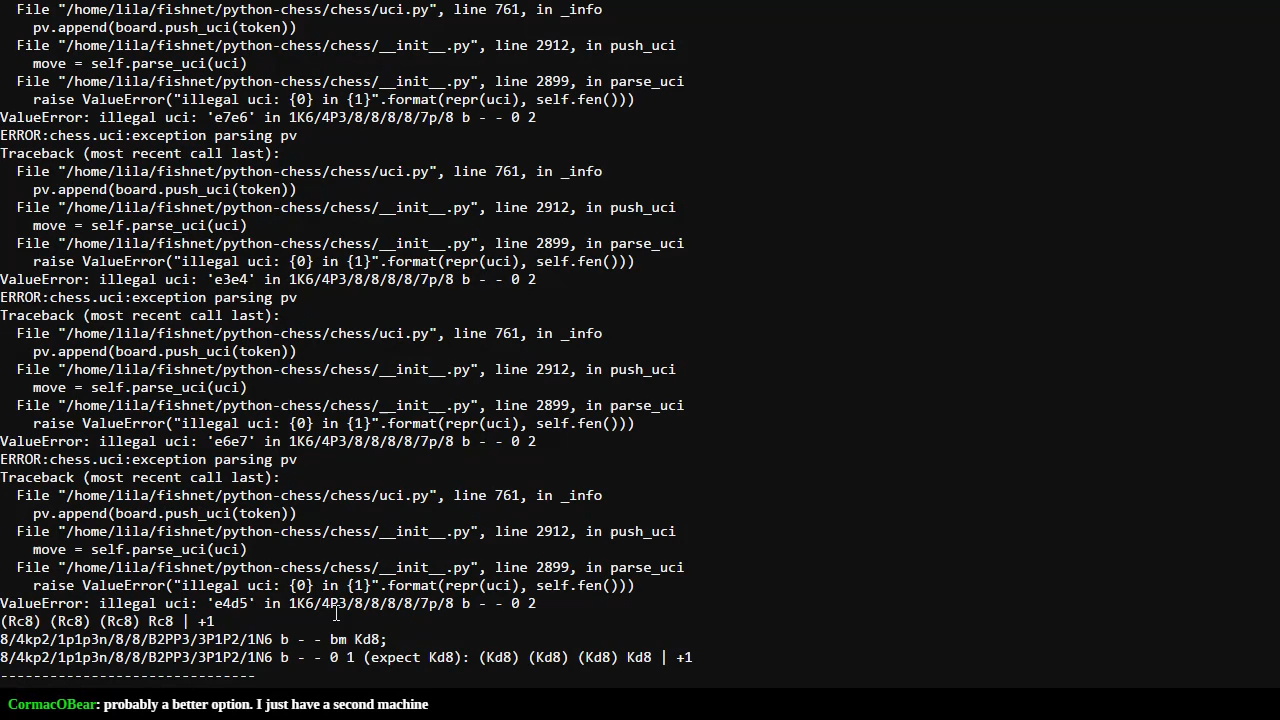 File "/home/lila/fishnet/python-chess/chess/uci.py", line 761, in _info
pv.append(board.push_uci(token))
File "/home/lila/fishnet/python-chess/chess/__init__.py", line 2912, in push_uci
move = self.parse_uci(uci)
File "/home/lila/fishnet/python-chess/chess/__init__.py", line 2899, in parse_uci
raise ValueError("illegal uci: {0} in {1}".format(repr(uci), self.fen()))
ValueError: illegal uci: 'e7e6' in 1K6/4P3/8/8/8/8/7p/8 b - - 0 2
ERROR:chess.uci:exception parsing pv
Traceback (most recent call last):
File "/home/lila/fishnet/python-chess/chess/uci.py", line 761, in _info
pv.append(board.push_uci(token))
File "/home/lila/fishnet/python-chess/chess/__init__.py", line 2912, in push_uci
move = self.parse_uci(uci)
File "/home/lila/fishnet/python-chess/chess/__init__.py", line 2899, in parse_uci
raise ValueError("illegal uci: {0} in {1}".format(repr(uci), self.fen()))
ValueError: illegal uci: 'e3e4' in 1K6/4P3/8/8/8/8/7p/8 b - - 0 2
ERROR:chess.uci:exception parsing pv
Traceback (most recent call last):
File "/home/lila/fishnet/python-chess/chess/uci.py", line 761, in _info
pv.append(board.push_uci(token))
File "/home/lila/fishnet/python-chess/chess/__init__.py", line 2912, in push_uci
move = self.parse_uci(uci)
File "/home/lila/fishnet/python-chess/chess/__init__.py", line 2899, in parse_uci
raise ValueError("illegal uci: {0} in {1}".format(repr(uci), self.fen()))
ValueError: illegal uci: 'e6e7' in 1K6/4P3/8/8/8/8/7p/8 b - - 0 2
ERROR:chess.uci:exception parsing pv
Traceback (most recent call last):
File "/home/lila/fishnet/python-chess/chess/uci.py", line 761, in _info
pv.append(board.push_uci(token))
File "/home/lila/fishnet/python-chess/chess/__init__.py", line 2912, in push_uci
move = self.parse_uci(uci)
File "/home/lila/fishnet/python-chess/chess/__init__.py", line 2899, in parse_uci
raise ValueError("illegal uci: {0} in {1}".format(repr(uci), self.fen()))
ValueError: illegal uci: 'e4d5' in 1K6/4P3/8/8/8/8/7p/8 b - - 0 2
(Rc8) (Rc8) (Rc8) Rc8 | +1
8/4kp2/1p1p3n/8/8/B2PP3/3P1P2/1N6 b - - bm Kd8;
8/4kp2/1p1p3n/8/8/B2PP3/3P1P2/1N6 b - - 0 1 (expect Kd8): (Kd8) (Kd8) (Kd8) Kd8 | +1
-------------------------------
CormacOBear: probably a better option. I just have a second machine